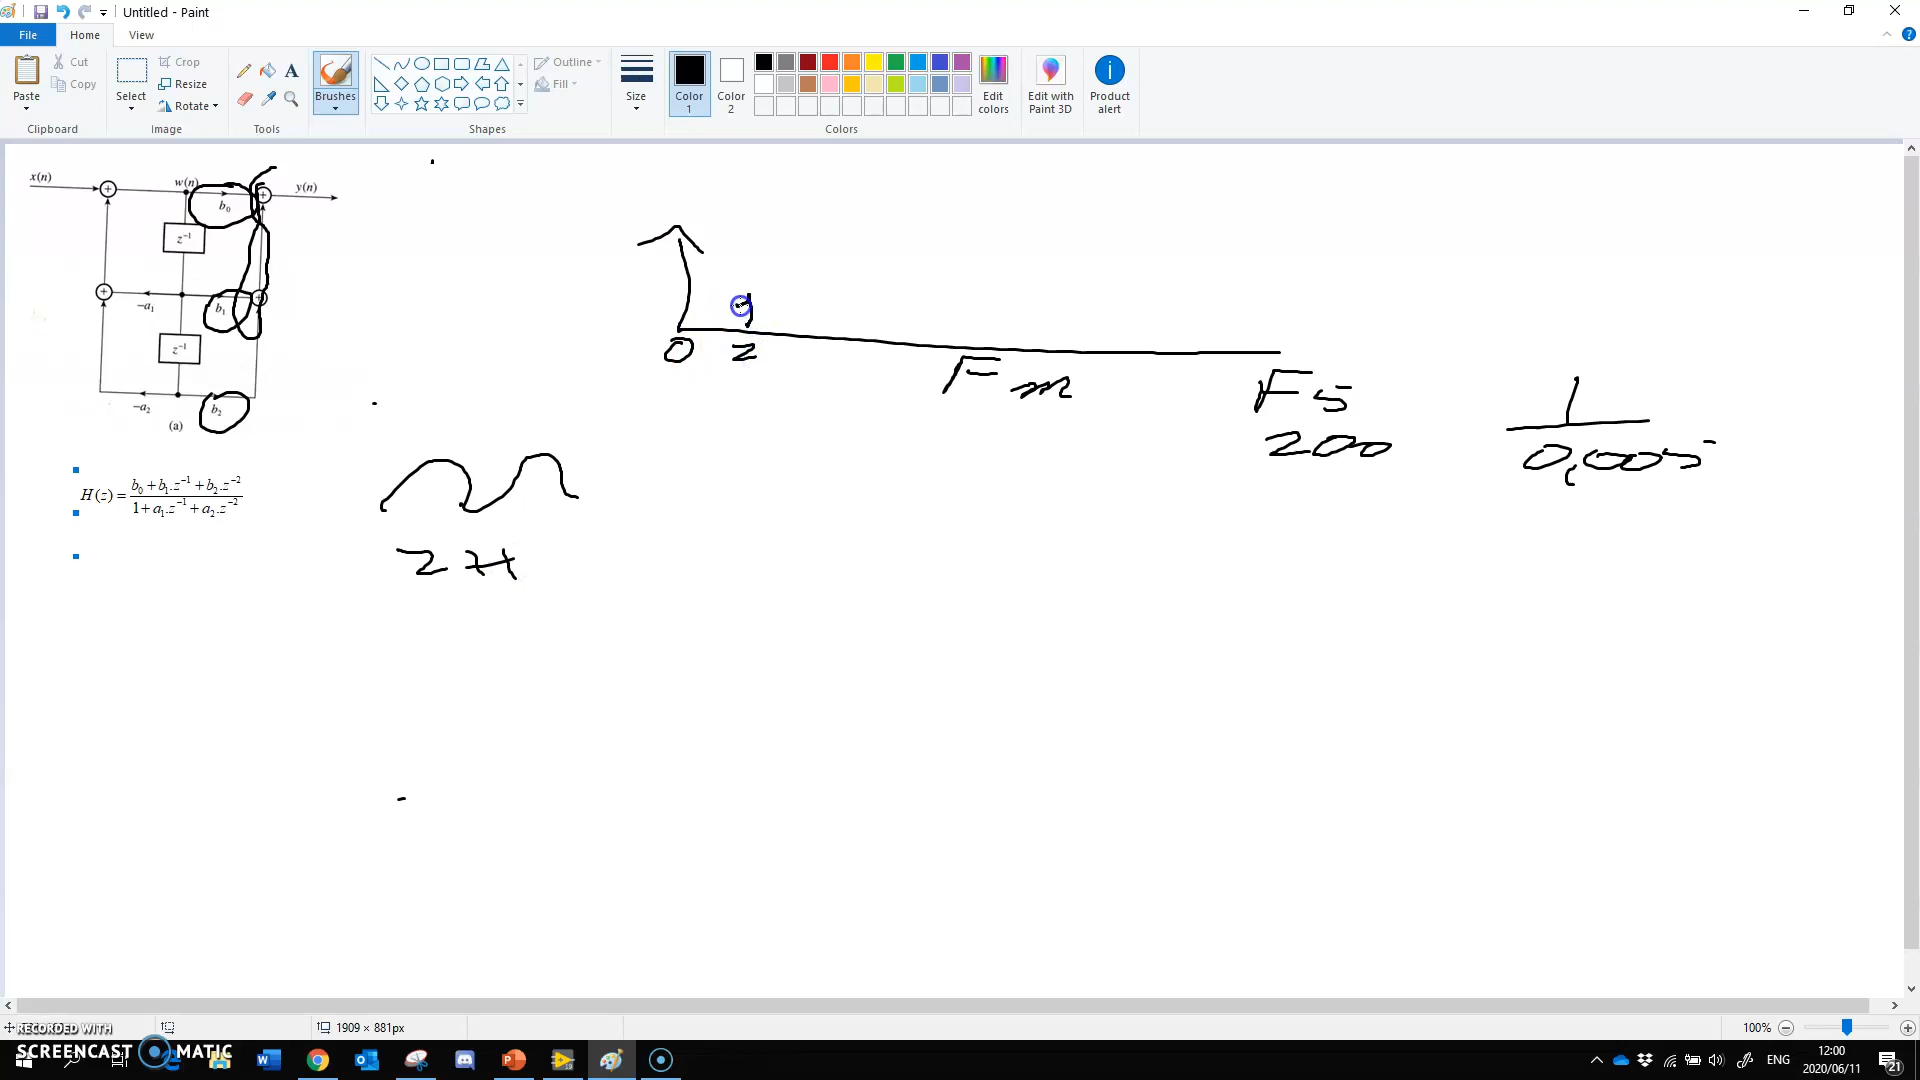 Untitled - Paint
File
Home
View
Paste
Cut
Copy
Clipboard
Select
Crop
Resize
Rotate
Image
Tools
Brushes
Shapes
Outline
Fill
Size
Color 1
Color 2
Colors
Edit colors
Edit with Paint 3D
Product alert
x(n)
w(n)
y(n)
b0
z⁻¹
-a1
b1
z⁻¹
-a2
b2
(a)
H(z) = (b0 + b1.z⁻¹ + b2.z⁻²) / (1 + a1.z⁻¹ + a2.z⁻²)
0
2
Fm
Fs
200
1
0,005
2 H
1909 × 881px
100%
RECORDED WITH
SCREENCAST MATIC
ENG
12:00
2020/06/11
21